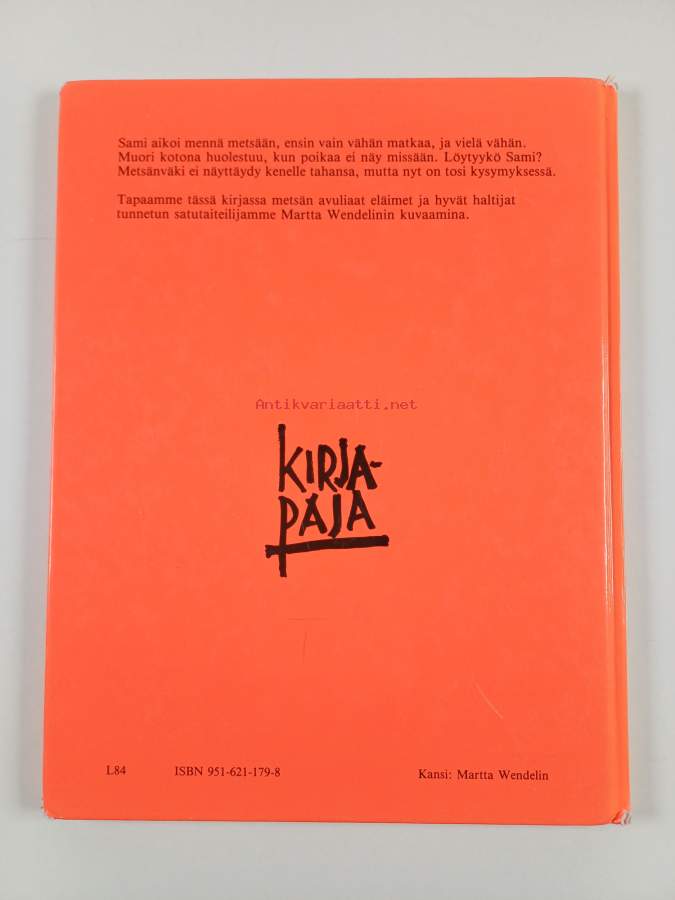 Sami aikoi mennä metsään, ensin vain vähän matkaa, ja vielä vähän.
Muori kotona huolestuu, kun poikaa ei näy missään. Löytyykö Sami?
Metsänväki ei näyttäydy kenelle tahansa, mutta nyt on tosi kysymyksessä.
Tapaamme tässä kirjassa metsän avuliaat eläimet ja hyvät haltijat
tunnetun satutaiteilijamme Martta Wendelinin kuvaamina.
Antikvariaatti.net
KIRJA-
PAJA
L84 ISBN 951-621-179-8 Kansi: Martta Wendelin